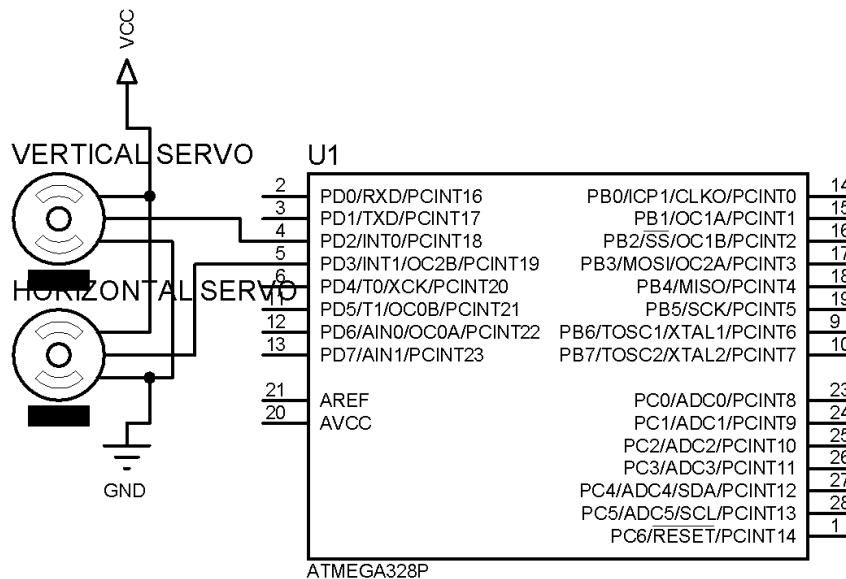 VCC
VERTICAL SERVO
HORIZONTAL SERVO
GND
U1
2 PD0/RXD/PCINT16
3 PD1/TXD/PCINT17
4 PD2/INT0/PCINT18
5 PD3/INT1/OC2B/PCINT19
6 PD4/T0/XCK/PCINT20
11 PD5/T1/OC0B/PCINT21
12 PD6/AIN0/OC0A/PCINT22
13 PD7/AIN1/PCINT23
21 AREF
20 AVCC
PB0/ICP1/CLKO/PCINT0 14
PB1/OC1A/PCINT1 15
PB2/SS/OC1B/PCINT2 16
PB3/MOSI/OC2A/PCINT3 17
PB4/MISO/PCINT4 18
PB5/SCK/PCINT5 19
PB6/TOSC1/XTAL1/PCINT6 9
PB7/TOSC2/XTAL2/PCINT7 10
PC0/ADC0/PCINT8 23
PC1/ADC1/PCINT9 24
PC2/ADC2/PCINT10 25
PC3/ADC3/PCINT11 26
PC4/ADC4/SDA/PCINT12 27
PC5/ADC5/SCL/PCINT13 28
PC6/RESET/PCINT14 1
ATMEGA328P